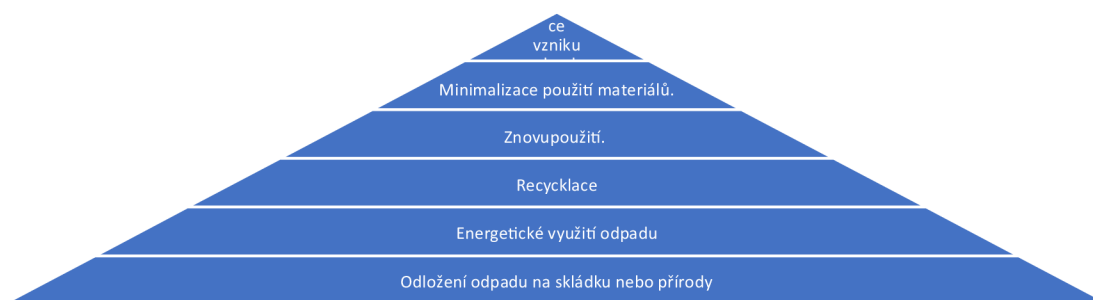 ce
vzniku
Minimalizace použití materiálů.
Znovupoužití.
Recycklace
Energetické využití odpadu
Odložení odpadu na skládku nebo přírody